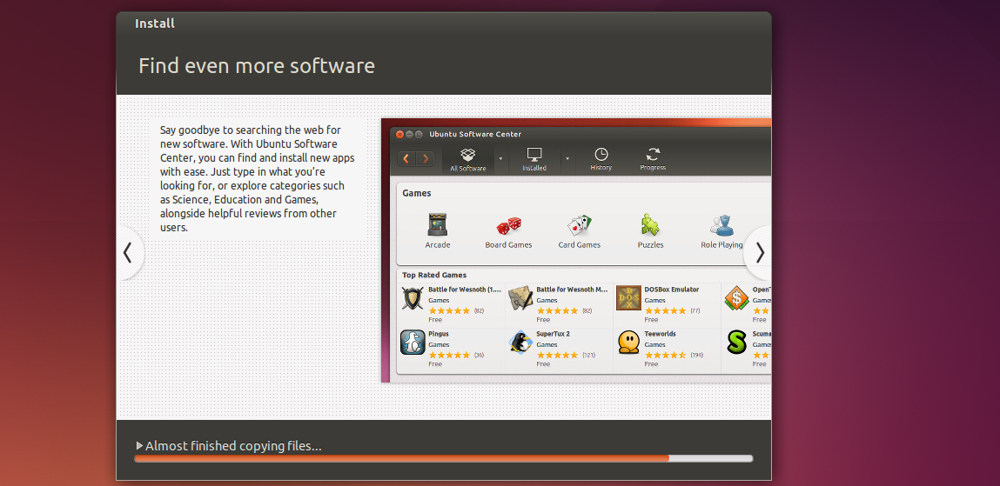 Install
Find even more software
Say goodbye to searching the web for
new software. With Ubuntu Software
Center, you can find and install new apps
with ease. Just type in what you're
looking for, or explore categories such
as Science, Education and Games,
alongside helpful reviews from other
users.
Ubuntu Software Center
All Software
Installed
History
Progress
Games
Arcade
Board Games
Card Games
Puzzles
Role Playing
Top Rated Games
Battle for Wesnoth (1....
Games
(82)
Free
Battle for Wesnoth M...
Games
(82)
Free
DOS BOX
DOSBox Emulator
Games
(77)
Free
$
OpenT
Game
Free
Pingus
Games
(36)
Free
SuperTux 2
Games
(121)
Free
Teeworlds
Games
(194)
Free
S
Scum
Game
Free
Almost finished copying files...